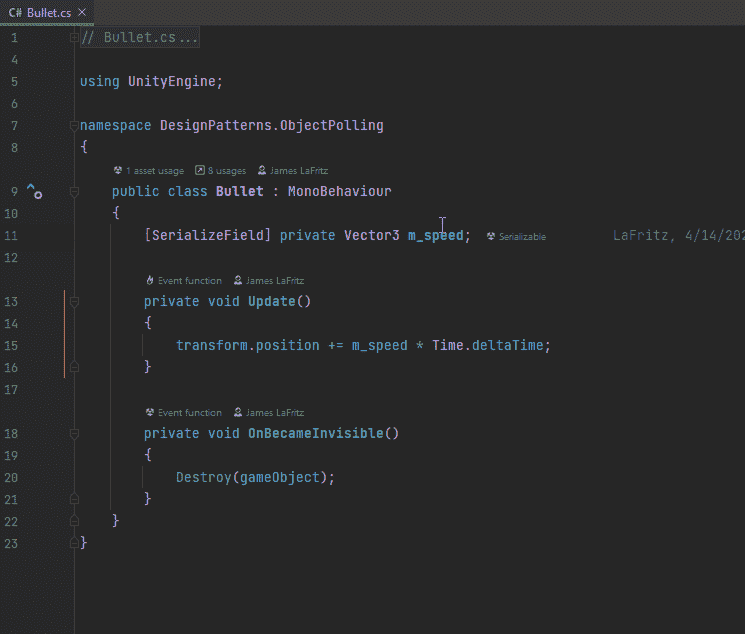 C# Bullet.cs ×
1 // Bullet.cs...
4
5 using UnityEngine;
6
7 namespace DesignPatterns.ObjectPolling
8 {
1 asset usage 6 usages James LaFritz
9 public class Bullet : MonoBehaviour
10 {
11 [SerializeField] private Vector3 m_speed; Serializable LaFritz, 4/14/202
12
Event function James LaFritz
13 private void Update()
14 {
15 transform.position += m_speed * Time.deltaTime;
16 }
17
Event function James LaFritz
18 private void OnBecameInvisible()
19 {
20 Destroy(gameObject);
21 }
22 }
23 }